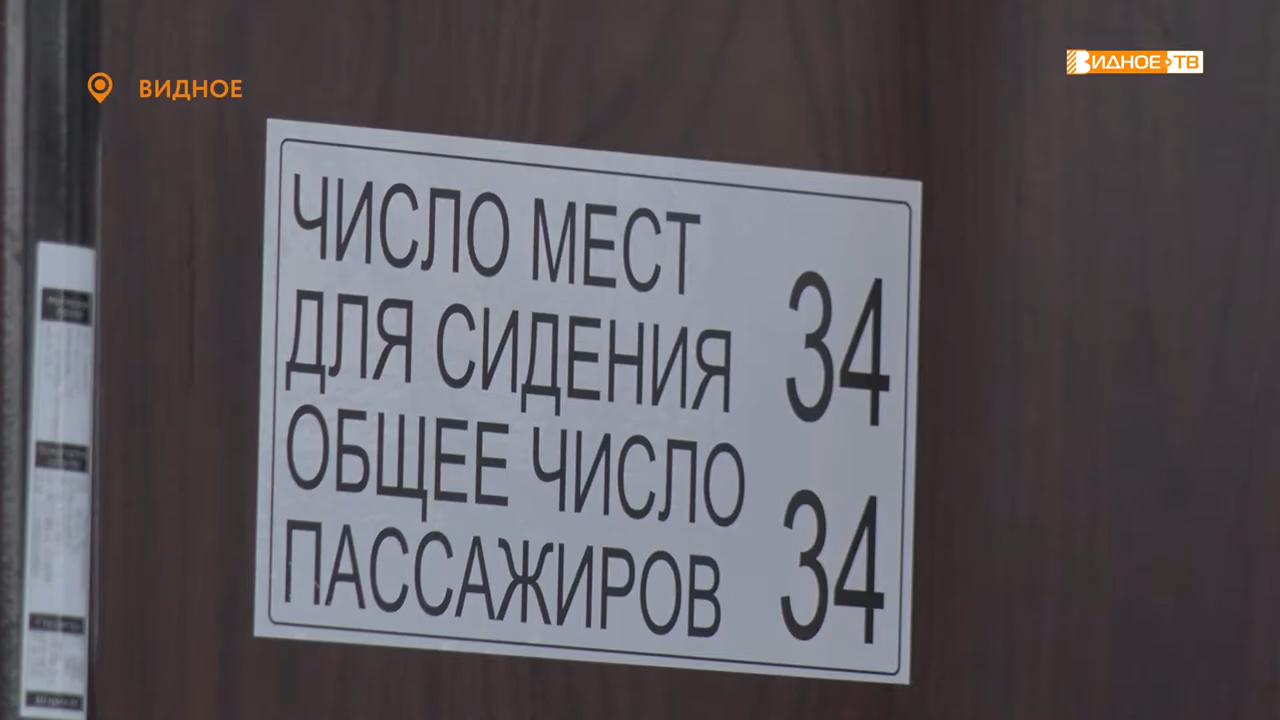 ВИДНОЕ
ВИДНОЕ ТВ
ЧИСЛО МЕСТ
ДЛЯ СИДЕНИЯ 34
ОБЩЕЕ ЧИСЛО
ПАССАЖИРОВ 34